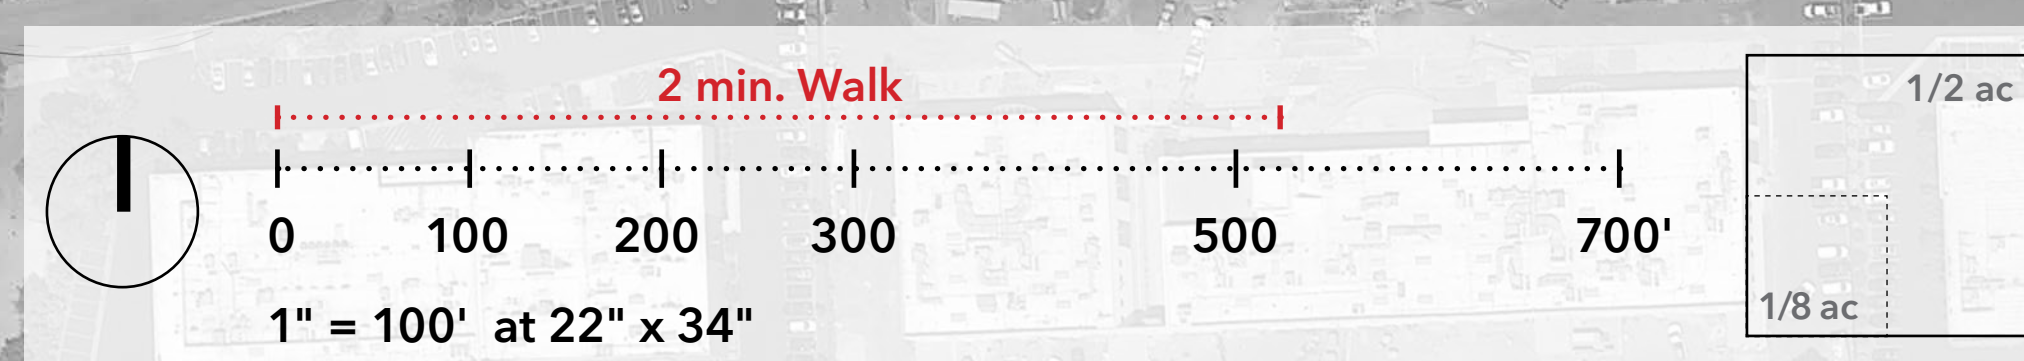 2 min. Walk
0 100 200 300 500 700'
1" = 100' at 22" x 34"
1/2 ac
1/8 ac